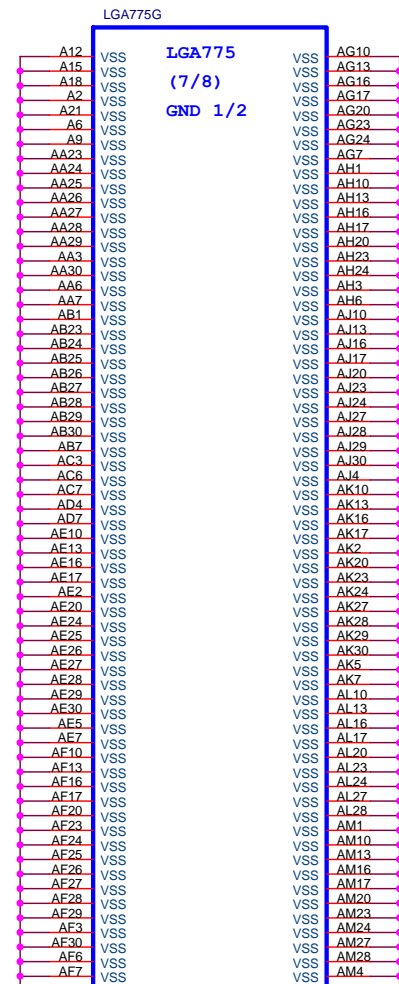 LGA775G
A12 VSS LGA775 VSS AG10
A15 VSS VSS AG13
A18 VSS (7/8) VSS AG16
A2 VSS VSS AG17
A21 VSS GND 1/2 VSS AG20
A6 VSS VSS AG23
A9 VSS VSS AG24
AA23 VSS VSS AG7
AA24 VSS VSS AH1
AA25 VSS VSS AH10
AA26 VSS VSS AH13
AA27 VSS VSS AH16
AA28 VSS VSS AH17
AA29 VSS VSS AH20
AA3 VSS VSS AH23
AA30 VSS VSS AH24
AA6 VSS VSS AH3
AA7 VSS VSS AH6
AB1 VSS VSS AJ10
AB23 VSS VSS AJ13
AB24 VSS VSS AJ16
AB25 VSS VSS AJ17
AB26 VSS VSS AJ20
AB27 VSS VSS AJ23
AB28 VSS VSS AJ24
AB29 VSS VSS AJ27
AB30 VSS VSS AJ28
AB7 VSS VSS AJ29
AC3 VSS VSS AJ30
AC6 VSS VSS AJ4
AC7 VSS VSS AK10
AD4 VSS VSS AK13
AD7 VSS VSS AK16
AE10 VSS VSS AK17
AE13 VSS VSS AK2
AE16 VSS VSS AK20
AE17 VSS VSS AK23
AE2 VSS VSS AK24
AE20 VSS VSS AK27
AE24 VSS VSS AK28
AE25 VSS VSS AK29
AE26 VSS VSS AK30
AE27 VSS VSS AK5
AE28 VSS VSS AK7
AE29 VSS VSS AL10
AE30 VSS VSS AL13
AE5 VSS VSS AL16
AE7 VSS VSS AL17
AF10 VSS VSS AL20
AF13 VSS VSS AL23
AF16 VSS VSS AL24
AF17 VSS VSS AL27
AF20 VSS VSS AL28
AF23 VSS VSS AM1
AF24 VSS VSS AM10
AF25 VSS VSS AM13
AF26 VSS VSS AM16
AF27 VSS VSS AM17
AF28 VSS VSS AM20
AF29 VSS VSS AM23
AF3 VSS VSS AM24
AF30 VSS VSS AM27
AF6 VSS VSS AM28
AF7 VSS VSS AM4